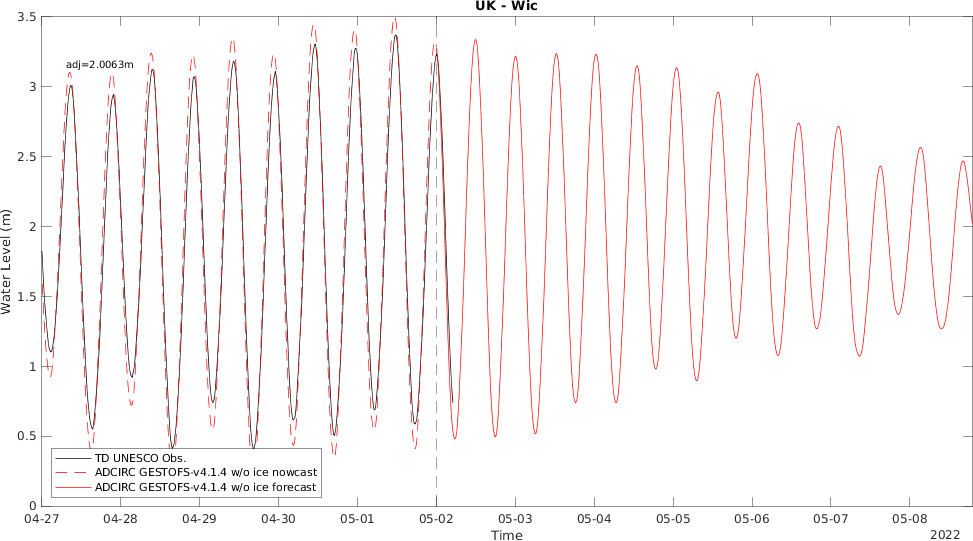 UK - Wic
adj=2.0063m
3.5
3
2.5
2
1.5
1
0.5
0
Water Level (m)
TD UNESCO Obs.
ADCIRC GESTOFS-v4.1.4 w/o ice nowcast
ADCIRC GESTOFS-v4.1.4 w/o ice forecast
04-27 04-28 04-29 04-30 05-01 05-02 05-03 05-04 05-05 05-06 05-07 05-08
Time
2022